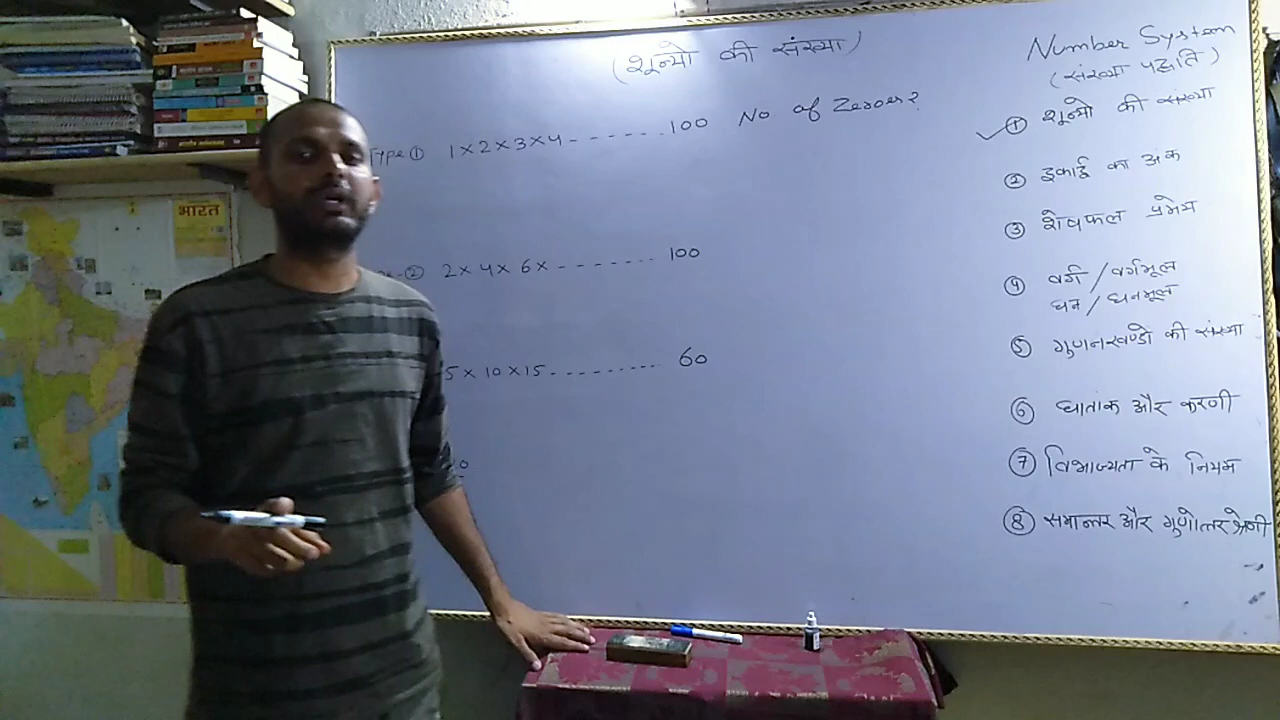 (शून्यो की संख्या)
Type ① 1×2×3×4 ------- 100 No of Zeroes?
② 2×4×6× ------- 100
5×10×15 --------- 60
Number System
(संख्या पद्धति)
✓① शून्यो की संख्या
② इकाई का अंक
③ शेषफल प्रमेय
④ वर्ग/वर्गमूल
घन/घनमूल
⑤ गुणनखण्डो की संख्या
⑥ घातांक और करणी
⑦ विभाज्यता के नियम
⑧ समान्तर और गुणोत्तर श्रेणी
भारत